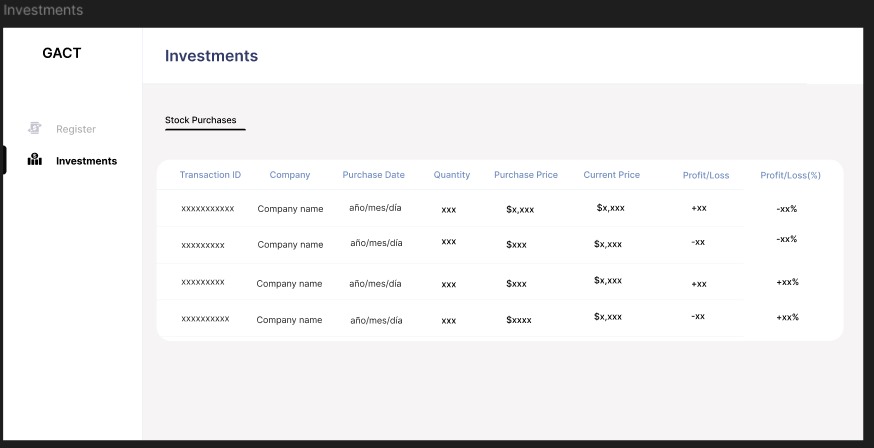 Investments
GACT
Investments
Register
Investments
Stock Purchases
Transaction ID Company Purchase Date Quantity Purchase Price Current Price Profit/Loss Profit/Loss(%)
xxxxxxxxxxx Company name año/mes/día xxx $x,xxx $x,xxx +xx -xx%
xxxxxxxxx Company name año/mes/día xxx $xxx $x,xxx -xx -xx%
xxxxxxxxx Company name año/mes/día xxx $xxx $x,xxx +xx +xx%
xxxxxxxxxx Company name año/mes/día xxx $xxxx $x,xxx -xx +xx%